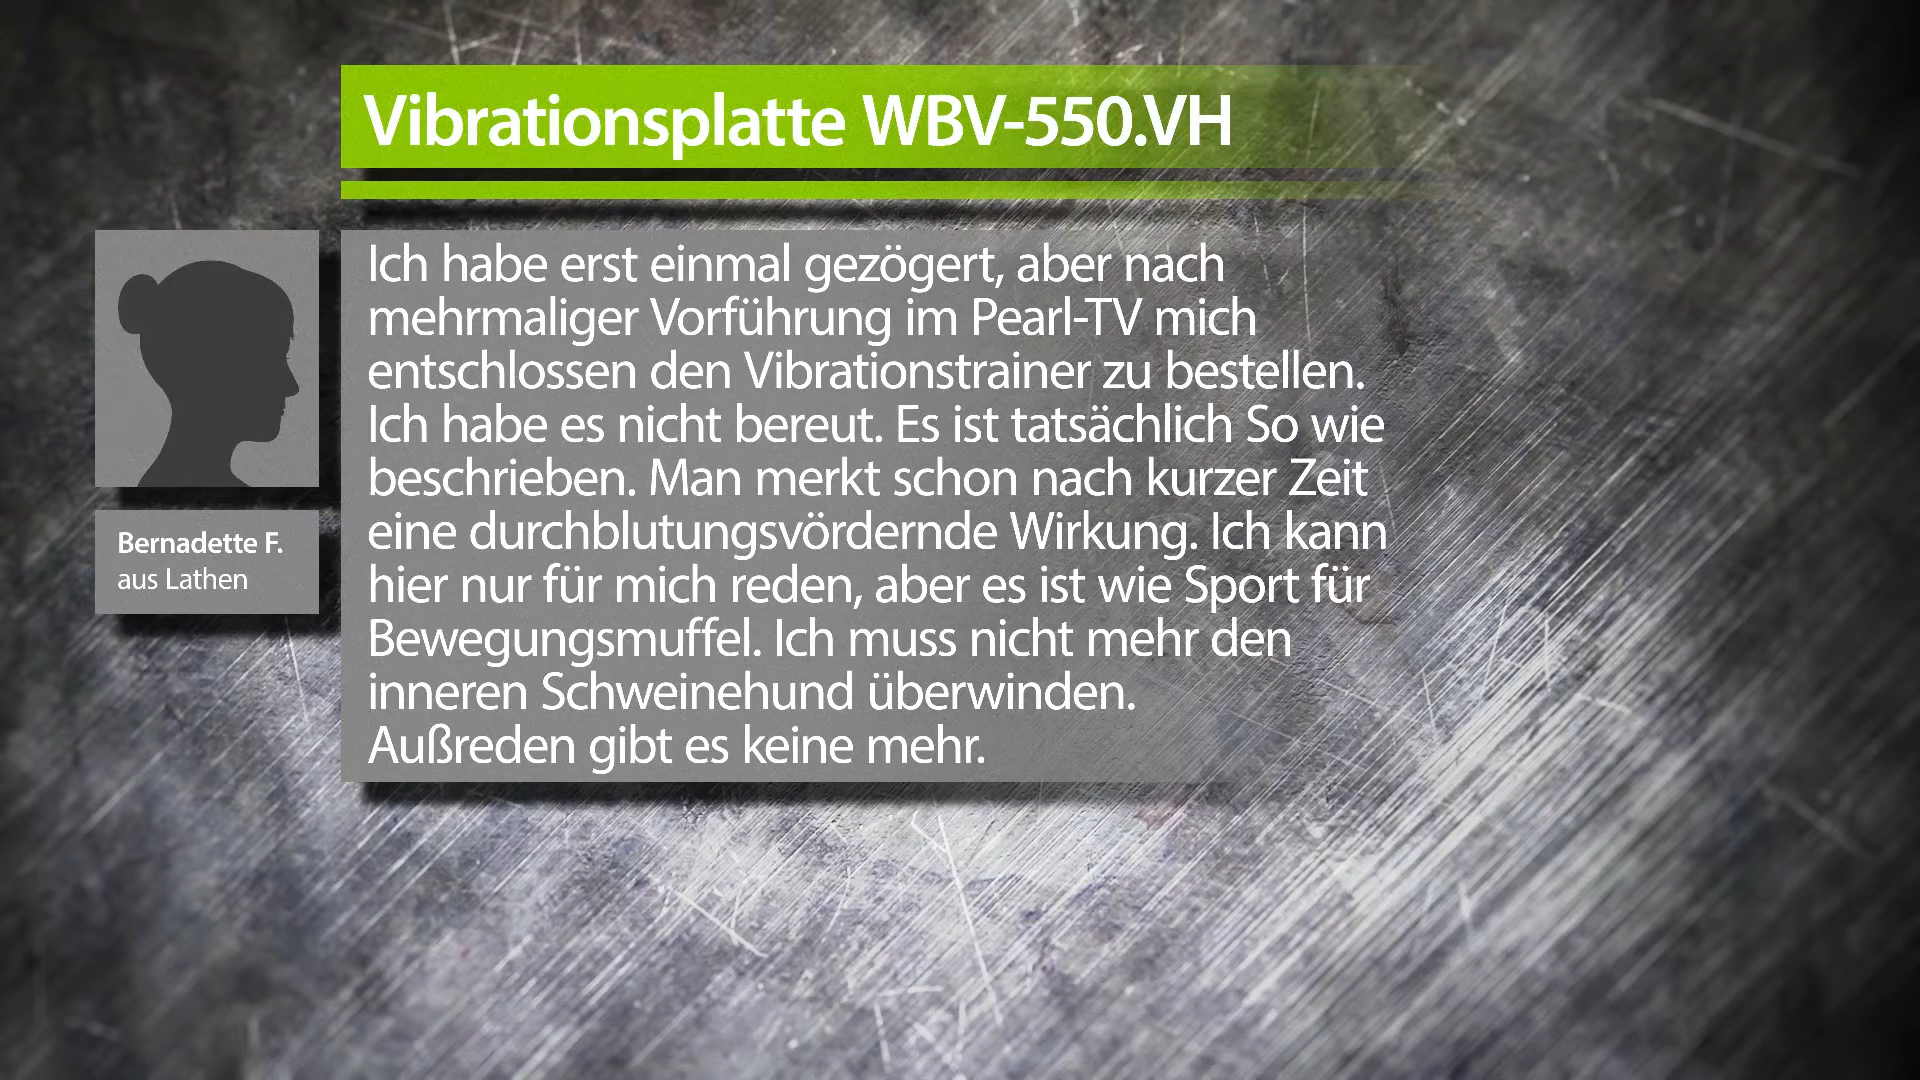 Vibrationsplatte WBV-550.VH
Ich habe erst einmal gezögert, aber nach
mehrmaliger Vorführung im Pearl-TV mich
entschlossen den Vibrationstrainer zu bestellen.
Ich habe es nicht bereut. Es ist tatsächlich So wie
beschrieben. Man merkt schon nach kurzer Zeit
eine durchblutungsvördernde Wirkung. Ich kann
hier nur für mich reden, aber es ist wie Sport für
Bewegungsmuffel. Ich muss nicht mehr den
inneren Schweinehund überwinden.
Außreden gibt es keine mehr.
Bernadette F.
aus Lathen